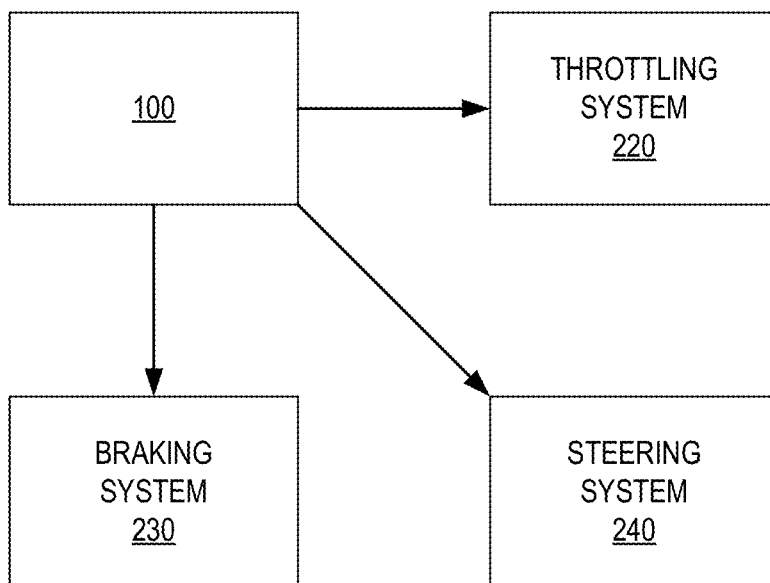 100
THROTTLING
SYSTEM
220
BRAKING
SYSTEM
230
STEERING
SYSTEM
240